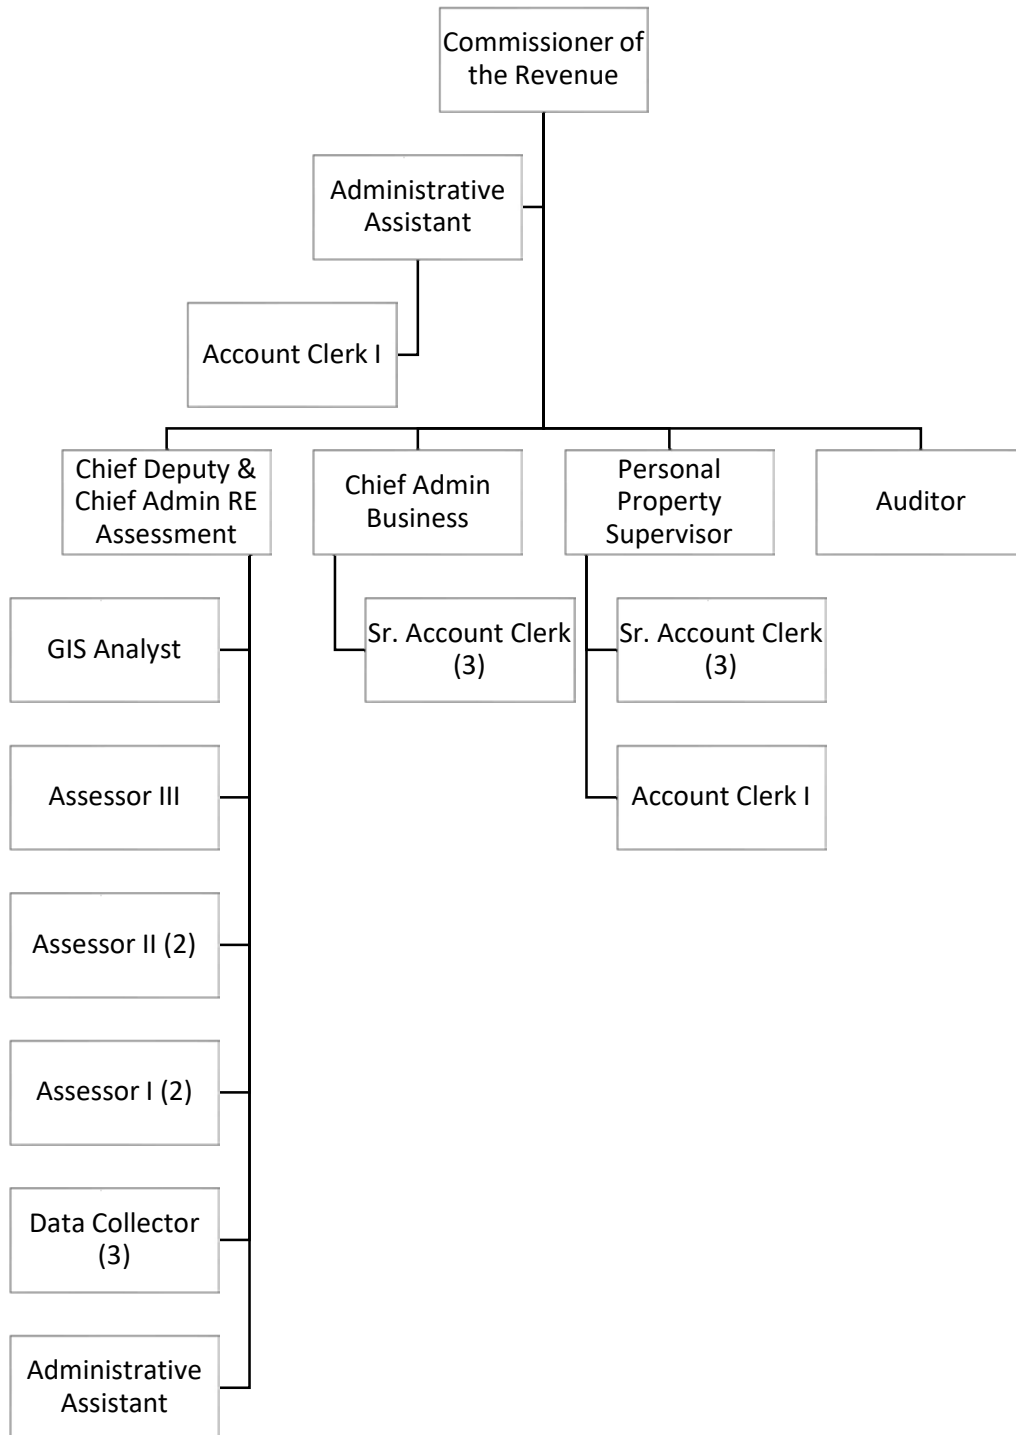 Commissioner of
the Revenue
Administrative
Assistant
Account Clerk I
Chief Deputy &
Chief Admin RE
Assessment
Chief Admin
Business
Personal
Property
Supervisor
Auditor
GIS Analyst
Sr. Account Clerk
(3)
Sr. Account Clerk
(3)
Assessor III
Account Clerk I
Assessor II (2)
Assessor I (2)
Data Collector
(3)
Administrative
Assistant